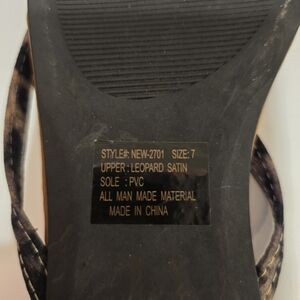 STYLE#: NEW-2701 SIZE: 7
UPPER : LEOPARD SATIN
SOLE : PVC
ALL MAN MADE MATERIAL
MADE IN CHINA